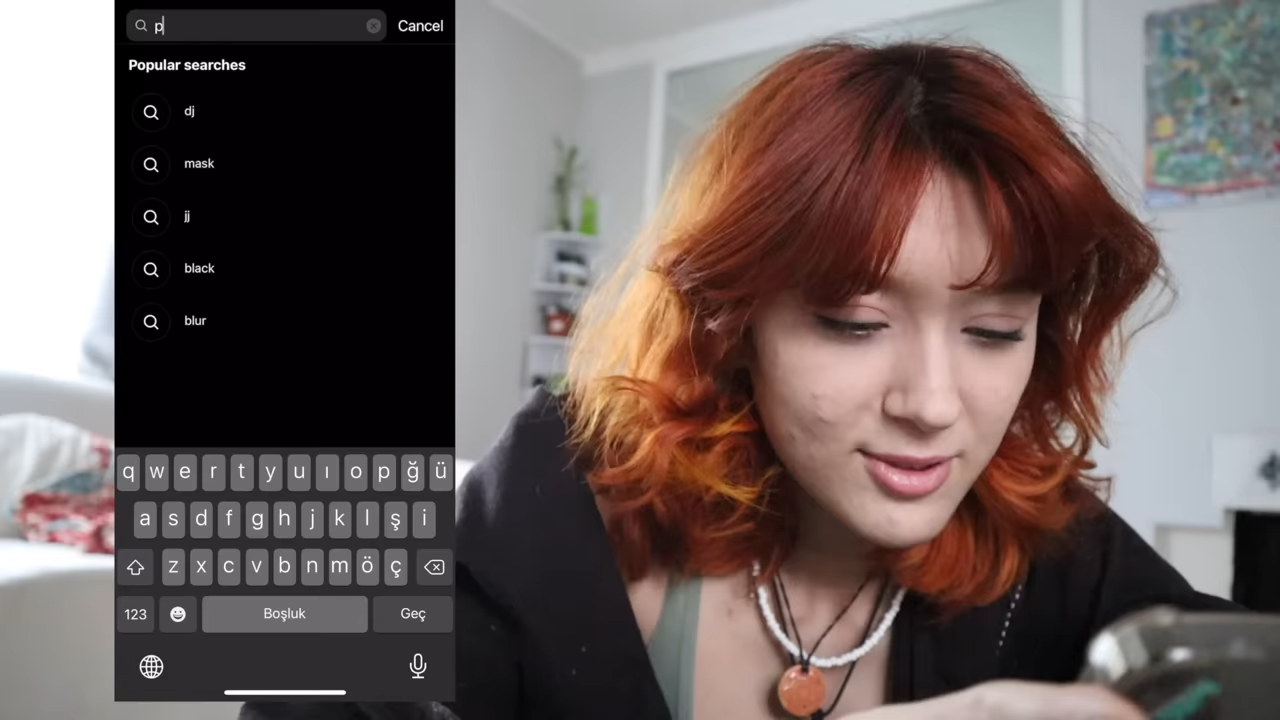 p
Cancel
Popular searches
dj
mask
jj
black
blur
q w e r t y u ı o p ğ ü
a s d f g h j k l ş i
z x c v b n m ö ç
123 Boşluk Geç